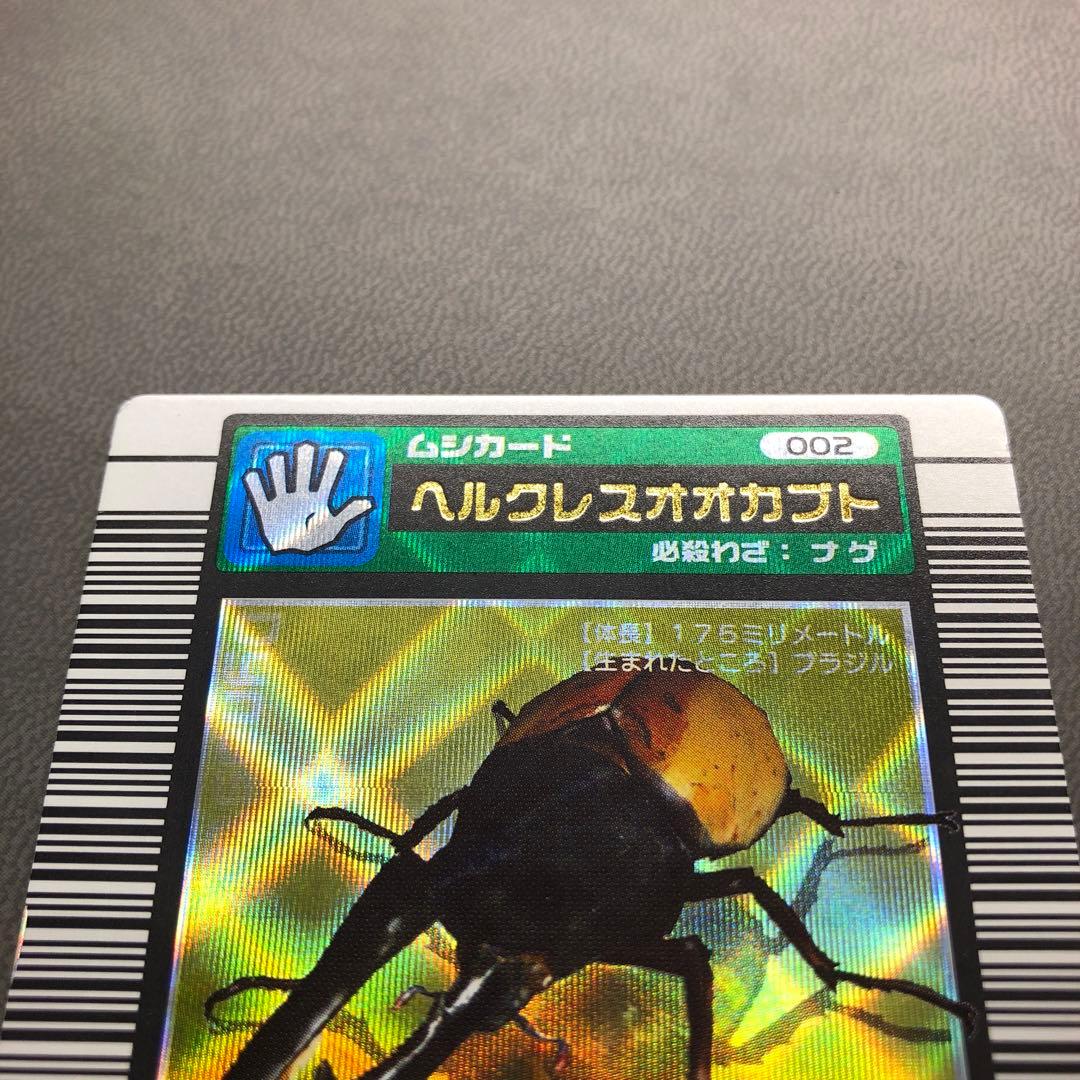 ムシカード 002
ヘルクレスオオカブト
必殺わざ：ナゲ
【体長】175ミリメートル
【生まれたところ】ブラジル